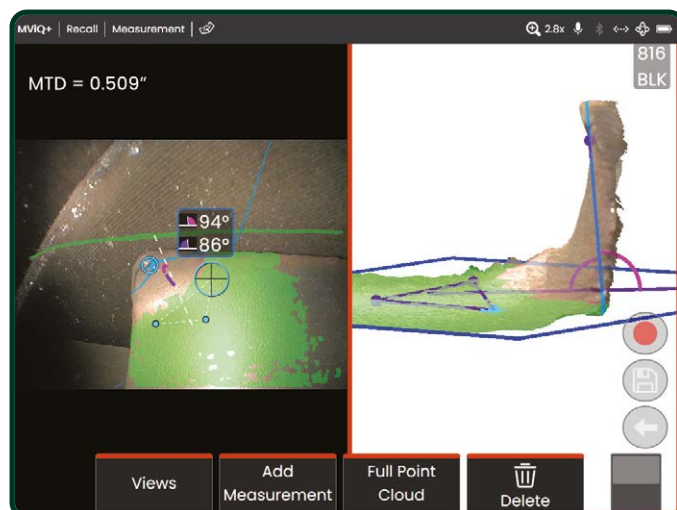 MViQ+ | Recall | Measurement |
2.8x
816
BLK
MTD = 0.509"
94°
86°
Views
Add
Measurement
Full Point
Cloud
Delete